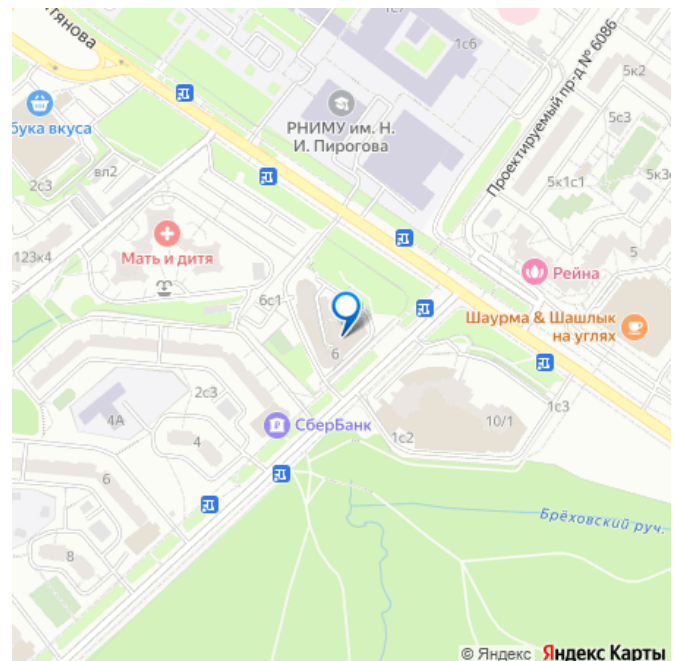 тянова
1с7
1с6
Проектируемый пр-д № 6086
5к2
бука вкуса
РНИМУ им. Н.
И. Пирогова
5с3
вл2
2с3
5к1с1
5к3
123к4
Мать и дитя
5
Рейна
6с1
Шаурма & Шашлык
на углях
6
2с3
1с3
4А
СберБанк
10/1
4
1с2
6
Брёховский руч.
8
© Яндекс Яндекс Карты